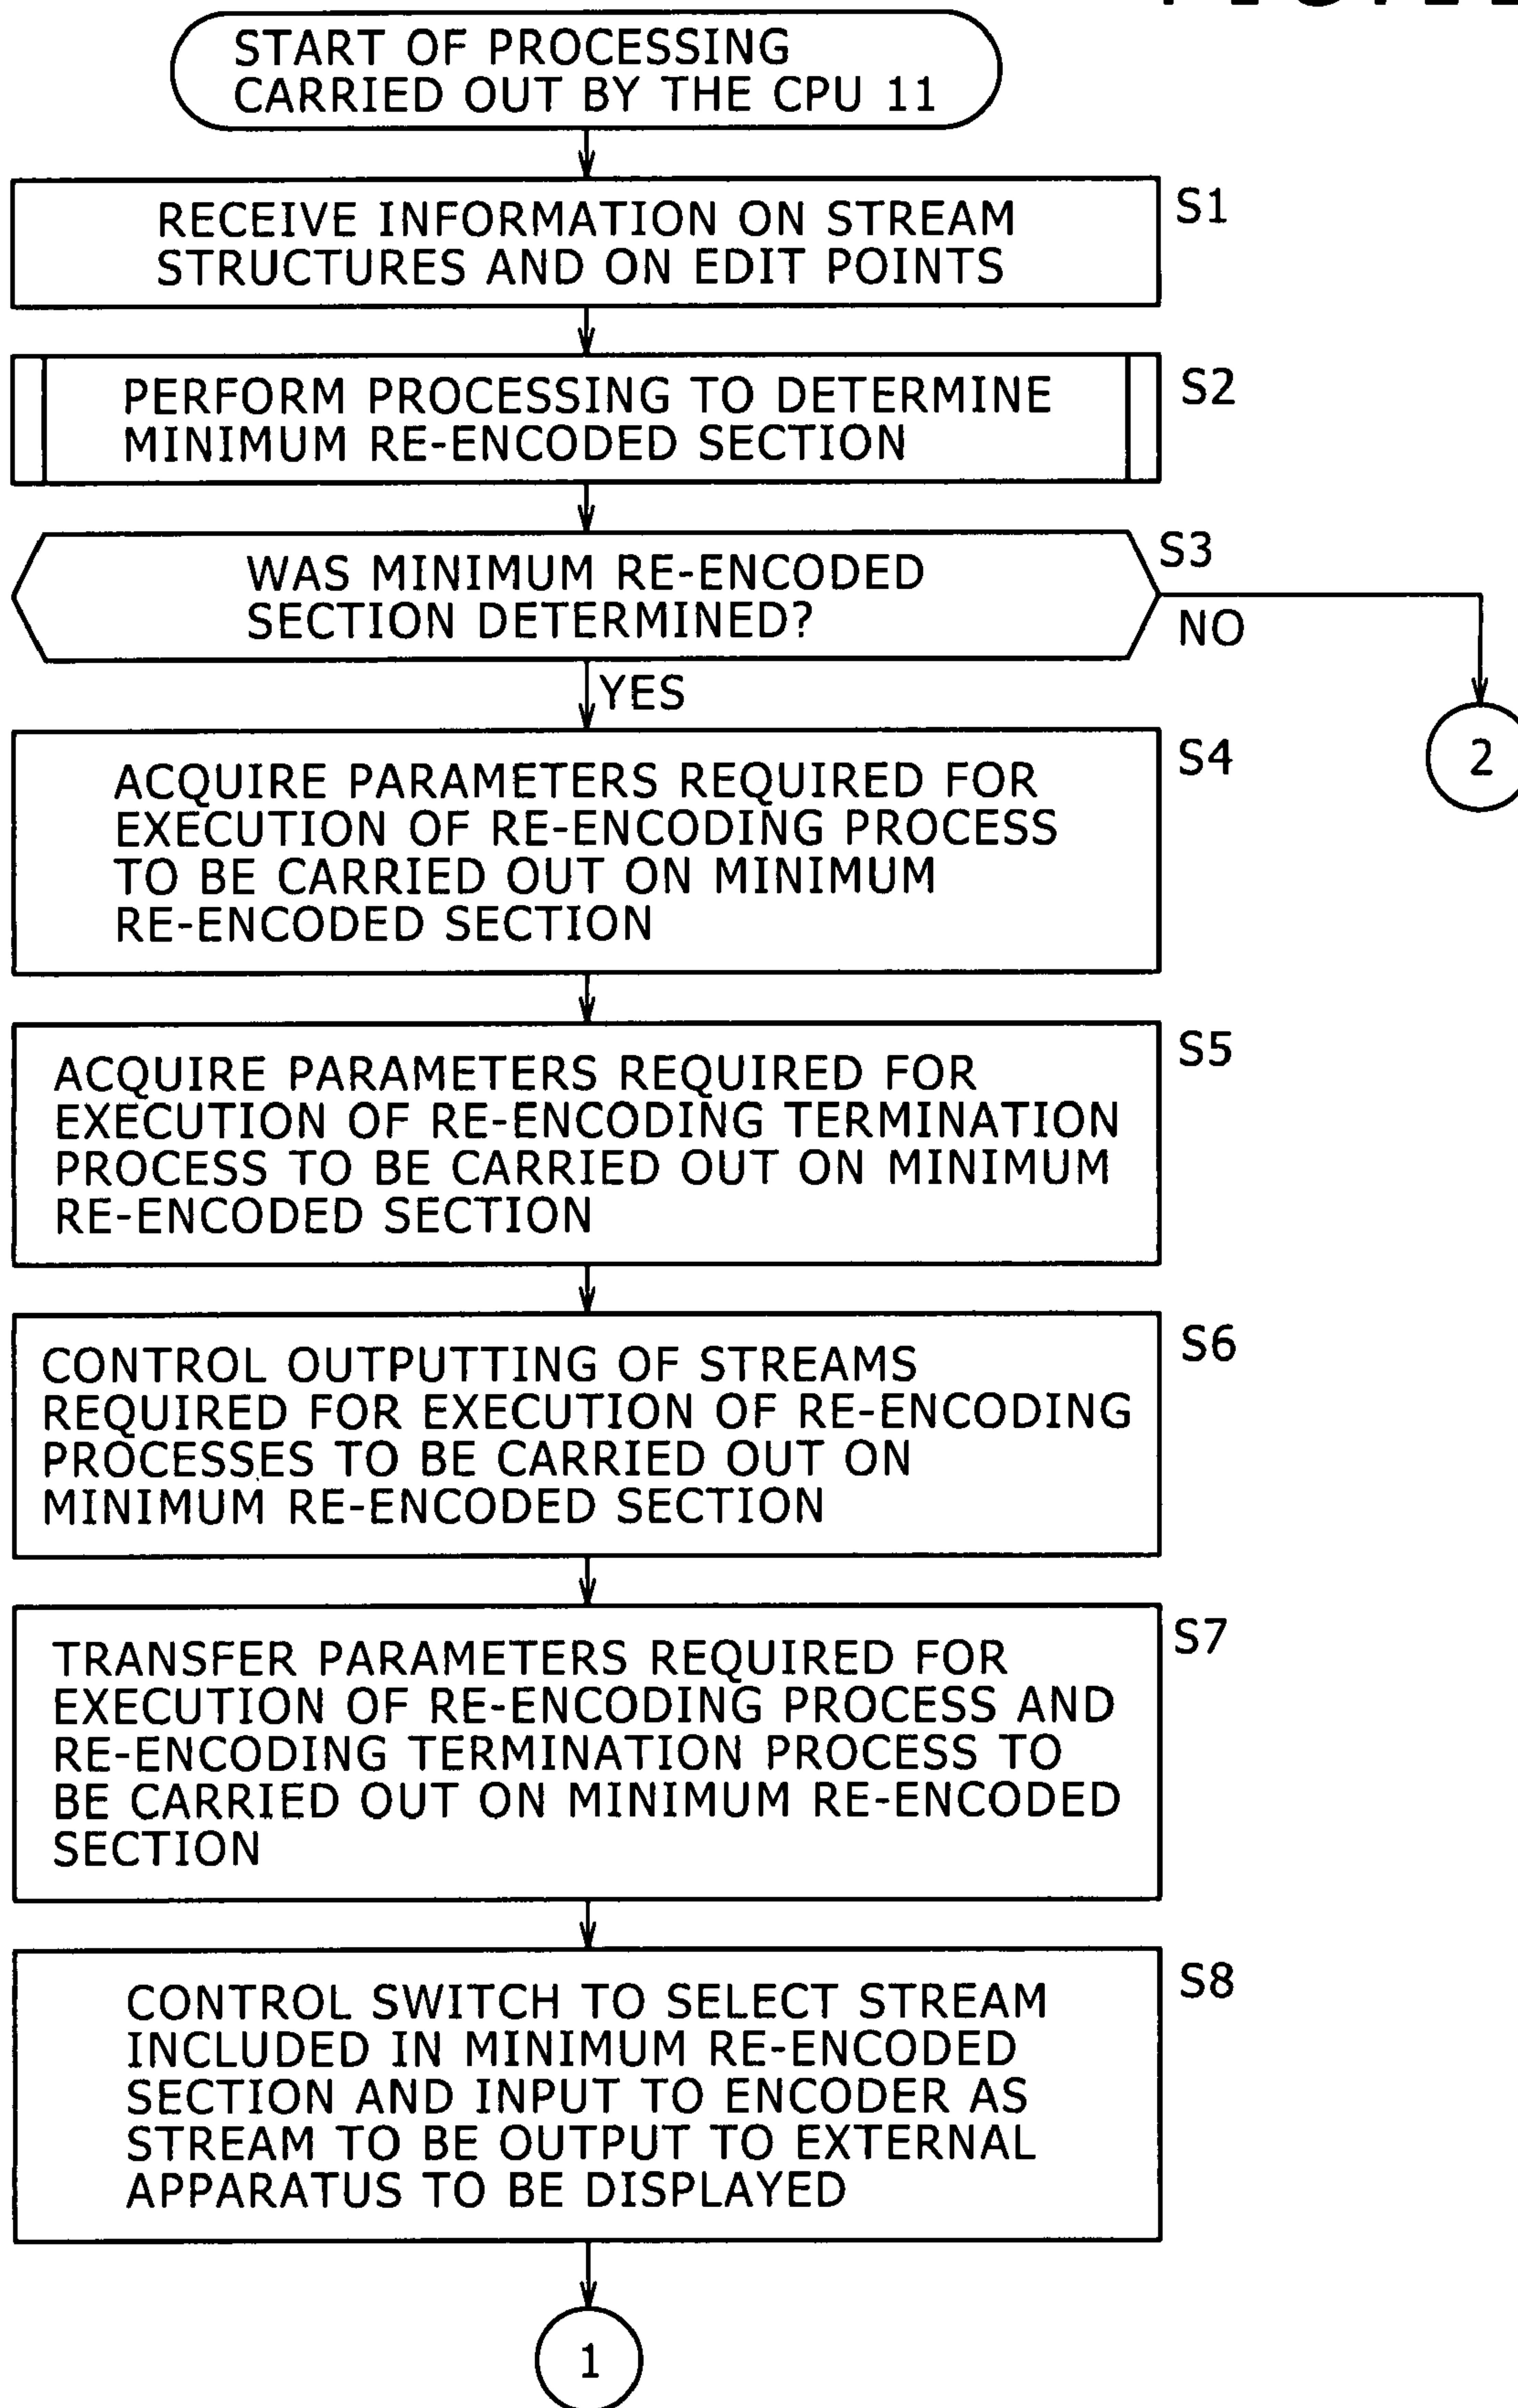 START OF PROCESSING
CARRIED OUT BY THE CPU 11
RECEIVE INFORMATION ON STREAM
STRUCTURES AND ON EDIT POINTS
S1
PERFORM PROCESSING TO DETERMINE
MINIMUM RE-ENCODED SECTION
S2
WAS MINIMUM RE-ENCODED
SECTION DETERMINED?
S3
NO
YES
2
ACQUIRE PARAMETERS REQUIRED FOR
EXECUTION OF RE-ENCODING PROCESS
TO BE CARRIED OUT ON MINIMUM
RE-ENCODED SECTION
S4
ACQUIRE PARAMETERS REQUIRED FOR
EXECUTION OF RE-ENCODING TERMINATION
PROCESS TO BE CARRIED OUT ON MINIMUM
RE-ENCODED SECTION
S5
CONTROL OUTPUTTING OF STREAMS
REQUIRED FOR EXECUTION OF RE-ENCODING
PROCESSES TO BE CARRIED OUT ON
MINIMUM RE-ENCODED SECTION
S6
TRANSFER PARAMETERS REQUIRED FOR
EXECUTION OF RE-ENCODING PROCESS AND
RE-ENCODING TERMINATION PROCESS TO
BE CARRIED OUT ON MINIMUM RE-ENCODED
SECTION
S7
CONTROL SWITCH TO SELECT STREAM
INCLUDED IN MINIMUM RE-ENCODED
SECTION AND INPUT TO ENCODER AS
STREAM TO BE OUTPUT TO EXTERNAL
APPARATUS TO BE DISPLAYED
S8
1